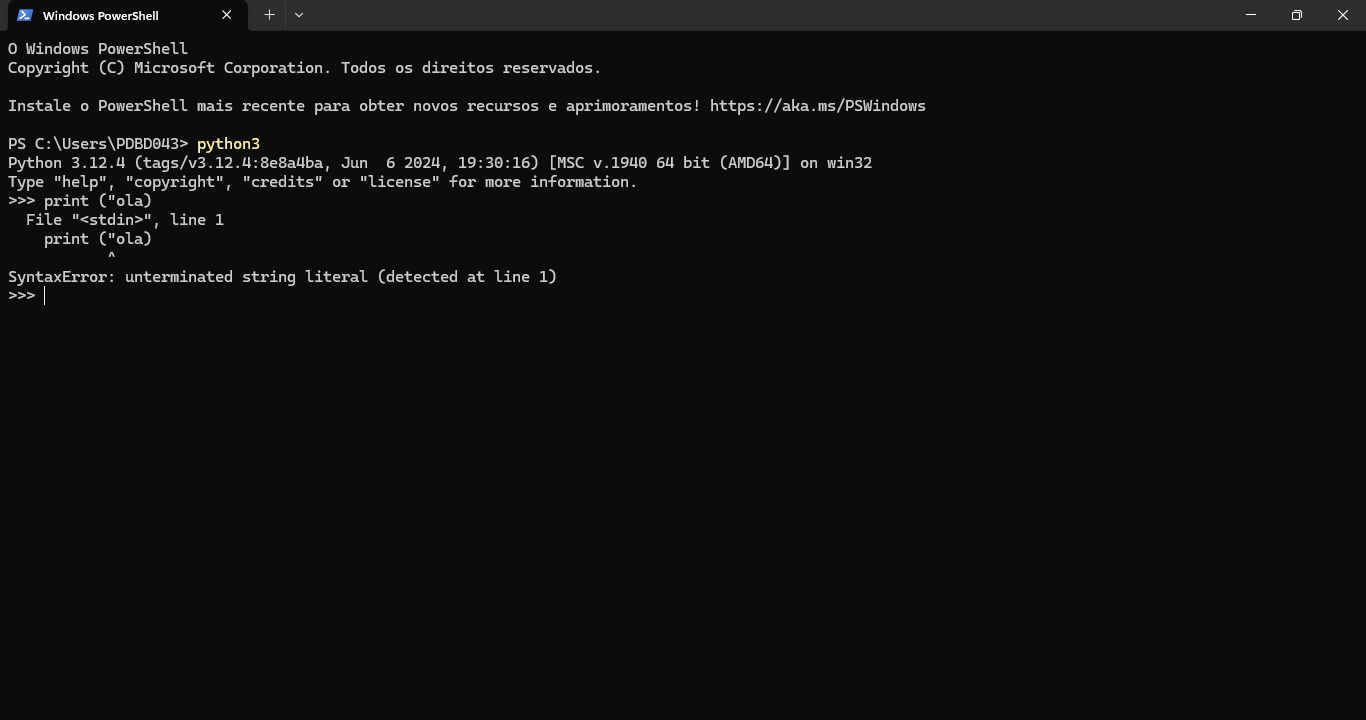 Windows PowerShell
O Windows PowerShell
Copyright (C) Microsoft Corporation. Todos os direitos reservados.
Instale o PowerShell mais recente para obter novos recursos e aprimoramentos! https://aka.ms/PSWindows
PS C:\Users\PDBD043> python3
Python 3.12.4 (tags/v3.12.4:8e8a4ba, Jun  6 2024, 19:30:16) [MSC v.1940 64 bit (AMD64)] on win32
Type "help", "copyright", "credits" or "license" for more information.
>>> print ("ola)
  File "<stdin>", line 1
    print ("ola)
           ^
SyntaxError: unterminated string literal (detected at line 1)
>>>